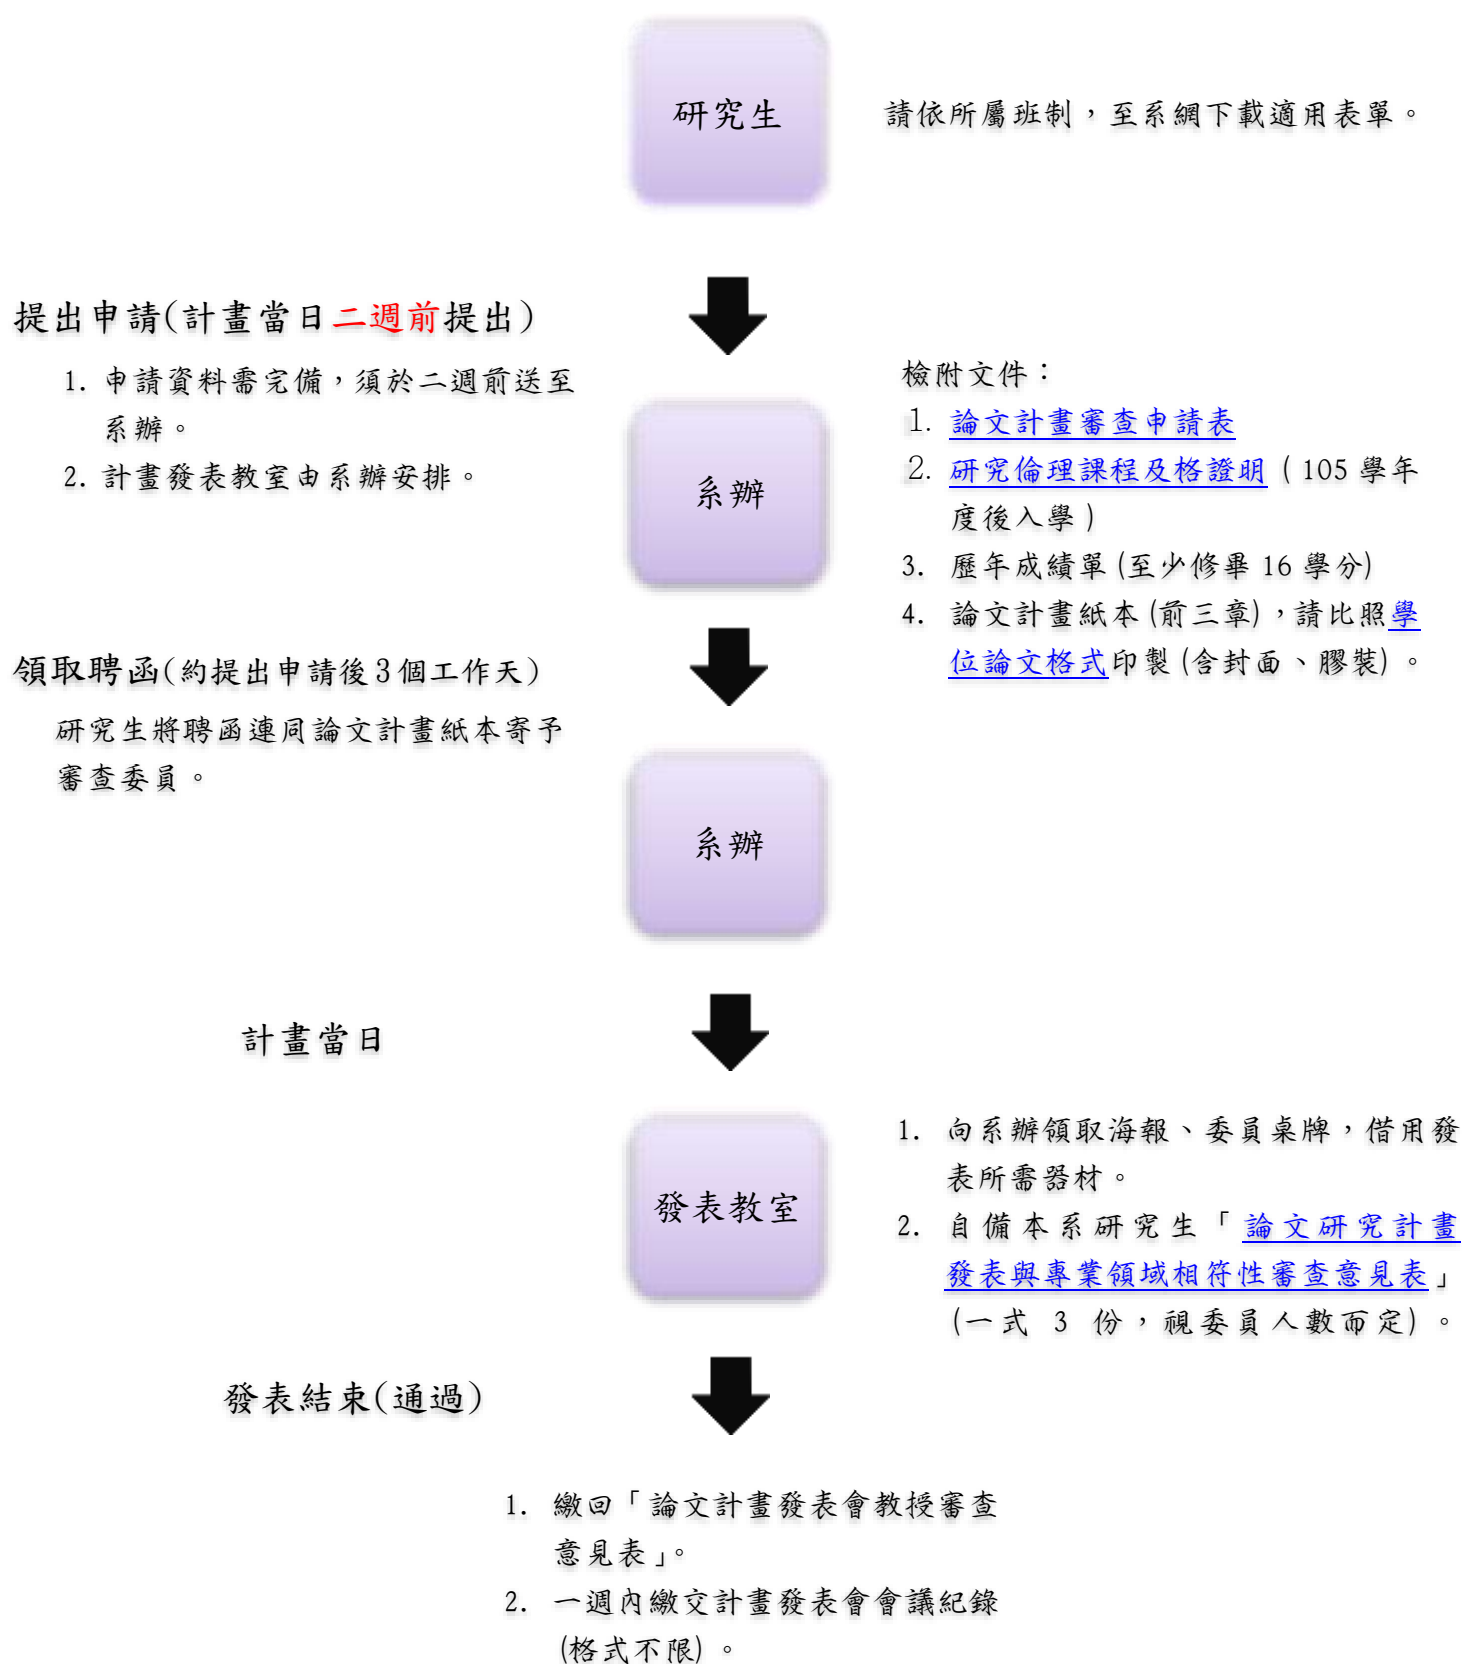 研究生
請依所屬班制，至系網下載適用表單。
提出申請(計畫當日二週前提出)
1. 申請資料需完備，須於二週前送至
系辦。
2. 計畫發表教室由系辦安排。
系辦
檢附文件：
1. 論文計畫審查申請表
2. 研究倫理課程及格證明（105 學年
度後入學）
3. 歷年成績單(至少修畢 16 學分)
4. 論文計畫紙本(前三章)，請比照學
位論文格式印製(含封面、膠裝)。
領取聘函(約提出申請後3個工作天)
研究生將聘函連同論文計畫紙本寄予
審查委員。
系辦
計畫當日
發表教室
1. 向系辦領取海報、委員桌牌，借用發
表所需器材。
2. 自備本系研究生「論文研究計畫
發表與專業領域相符性審查意見表」
(一式 3 份，視委員人數而定)。
發表結束(通過)
1. 繳回「論文計畫發表會教授審查
意見表」。
2. 一週內繳交計畫發表會會議紀錄
(格式不限)。